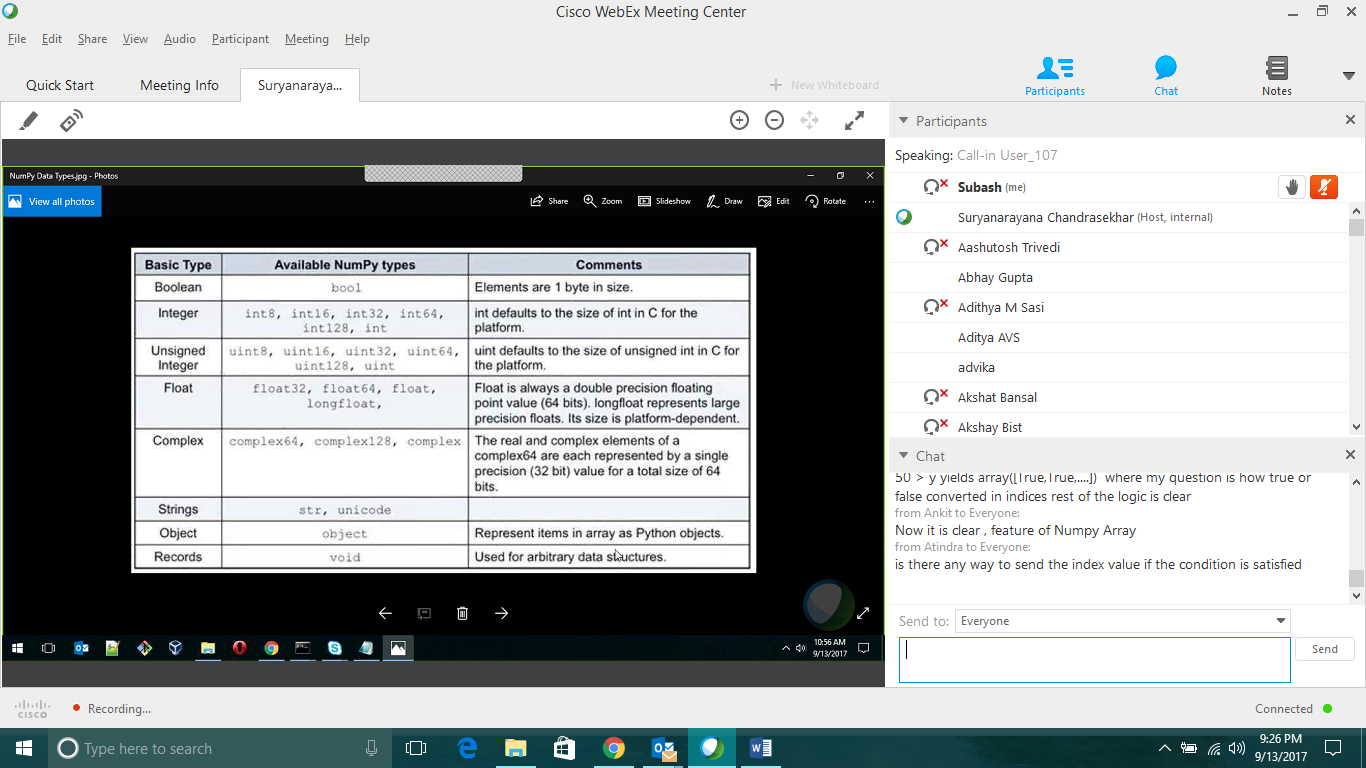 Cisco WebEx Meeting Center
File Edit Share View Audio Participant Meeting Help
Quick Start Meeting Info Suryanaraya... New Whiteboard
Participants Chat Notes
NumPy Data Types.jpg - Photos
View all photos Share Zoom Slideshow Draw Edit Rotate ...
Basic Type Available NumPy types Comments
Boolean bool Elements are 1 byte in size.
Integer int8, int16, int32, int64, int defaults to the size of int in C for the
int128, int platform.
Unsigned uint8, uint16, uint32, uint64, uint defaults to the size of unsigned int in C for
Integer uint128, uint the platform.
Float float32, float64, float, Float is always a double precision floating
longfloat, point value (64 bits). longfloat represents large
precision floats. Its size is platform-dependent.
Complex complex64, complex128, complex The real and complex elements of a
complex64 are each represented by a single
precision (32 bit) value for a total size of 64
bits.
Strings str, unicode
Object object Represent items in array as Python objects.
Records void Used for arbitrary data structures.
10:56 AM
9/13/2017
Participants
Speaking: Call-in User_107
Subash (me)
Suryanarayana Chandrasekhar (Host, internal)
Aashutosh Trivedi
Abhay Gupta
Adithya M Sasi
Aditya AVS
advika
Akshat Bansal
Akshay Bist
Chat
50 > y yields array([True,True,....]) where my question is how true or
false converted in indices rest of the logic is clear
from Ankit to Everyone:
Now it is clear , feature of Numpy Array
from Atindra to Everyone:
is there any way to send the index value if the condition is satisfied
Send to: Everyone
Send
cisco Recording... Connected
Type here to search
9:26 PM
9/13/2017